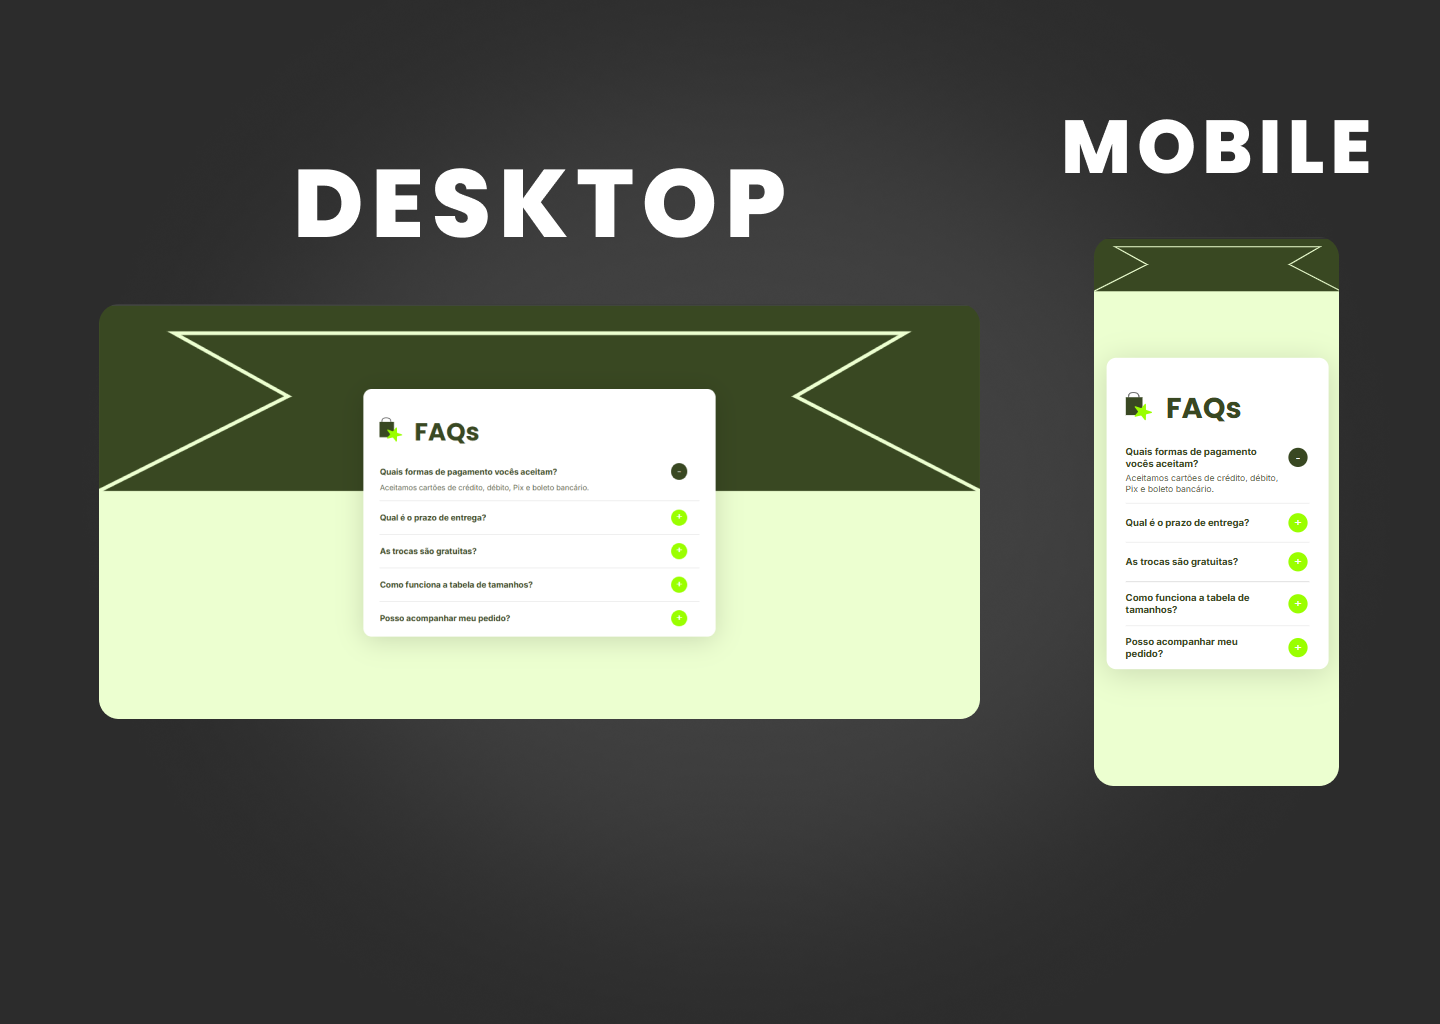 DESKTOP
FAQs
Quais formas de pagamento vocês aceitam?
-
Aceitamos cartões de crédito, débito, Pix e boleto bancário.
Qual é o prazo de entrega?
+
As trocas são gratuitas?
+
Como funciona a tabela de tamanhos?
+
Posso acompanhar meu pedido?
+
MOBILE
FAQs
Quais formas de pagamento
vocês aceitam?
-
Aceitamos cartões de crédito, débito,
Pix e boleto bancário.
Qual é o prazo de entrega?
+
As trocas são gratuitas?
+
Como funciona a tabela de
tamanhos?
+
Posso acompanhar meu
pedido?
+